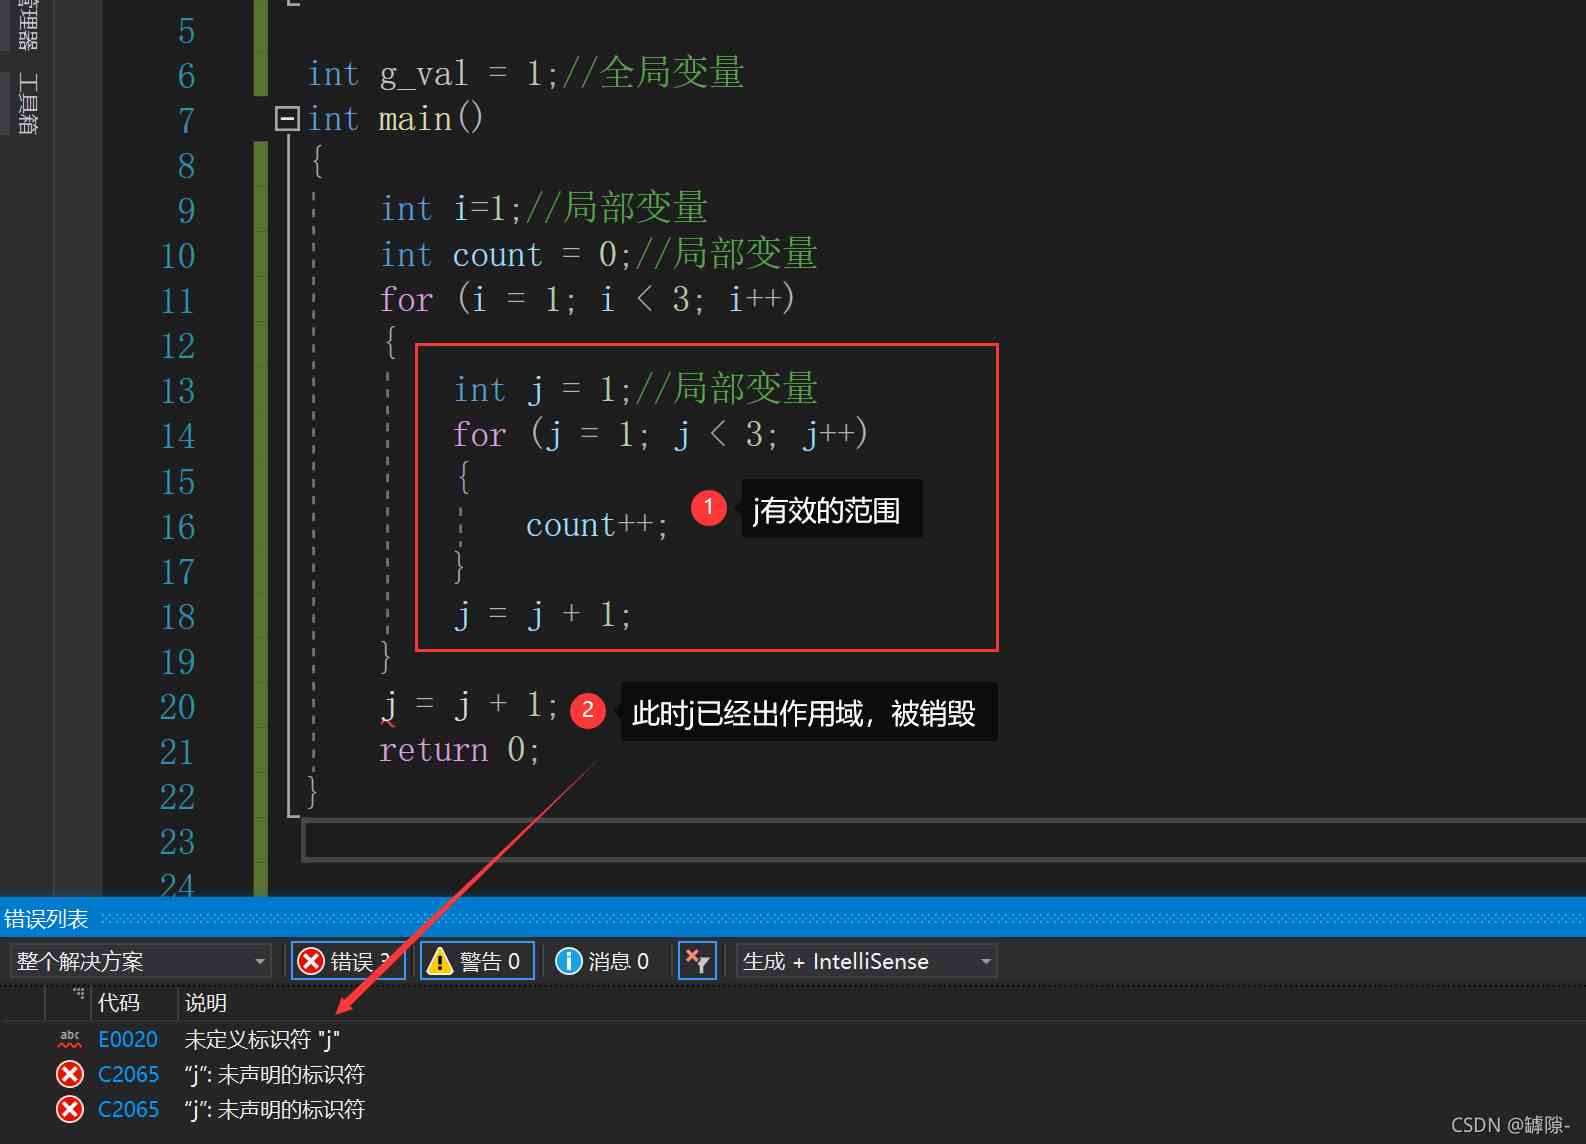 管理器
工具箱
5
6 int g_val = 1;//全局变量
7 int main()
8 {
9 int i=1;//局部变量
10 int count = 0;//局部变量
11 for (i = 1; i < 3; i++)
12 {
13 int j = 1;//局部变量
14 for (j = 1; j < 3; j++)
15 {
16 count++; 1 j有效的范围
17 }
18 j = j + 1;
19 }
20 j = j + 1; 2 此时j已经出作用域，被销毁
21 return 0;
22 }
23
24
错误列表
整个解决方案 错误 3 警告 0 消息 0 生成 + IntelliSense
代码 说明
abc E0020 未定义标识符 "j"
C2065 “j”: 未声明的标识符
C2065 “j”: 未声明的标识符
CSDN @罅隙-